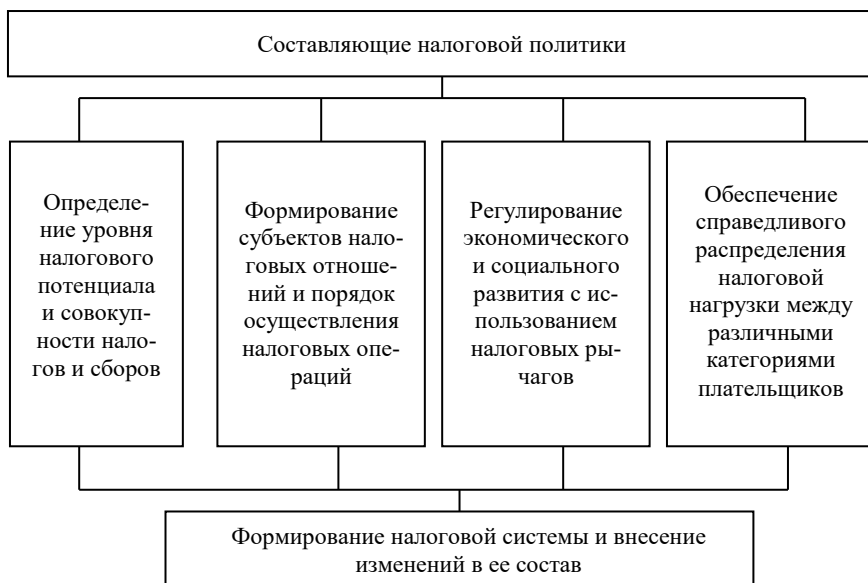 Составляющие налоговой политики
Определе-
ние уровня
налогового
потенциала
и совокуп-
ности нало-
гов и сборов
Формирование
субъектов нало-
говых отноше-
ний и порядок
осуществления
налоговых опе-
раций
Регулирование
экономического
и социального
развития с ис-
пользованием
налоговых ры-
чагов
Обеспечение
справедливого
распределения
налоговой
нагрузки между
различными
категориями
плательщиков
Формирование налоговой системы и внесение
изменений в ее состав